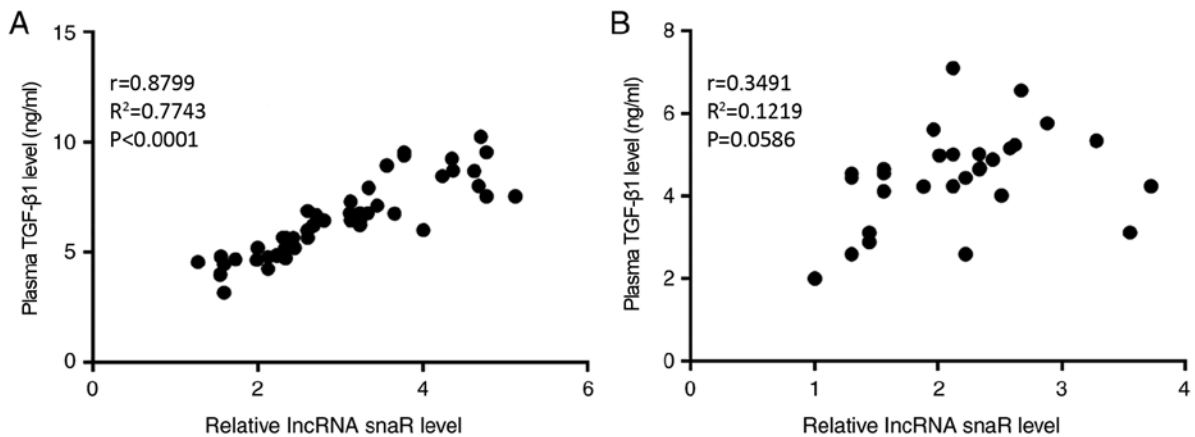 A
15
10
5
0
Plasma TGF-β1 level (ng/ml)
r=0.8799
R²=0.7743
P<0.0001
0 2 4 6
Relative lncRNA snaR level
B
8
6
4
2
0
Plasma TGF-β1 level (ng/ml)
r=0.3491
R²=0.1219
P=0.0586
0 1 2 3 4
Relative lncRNA snaR level